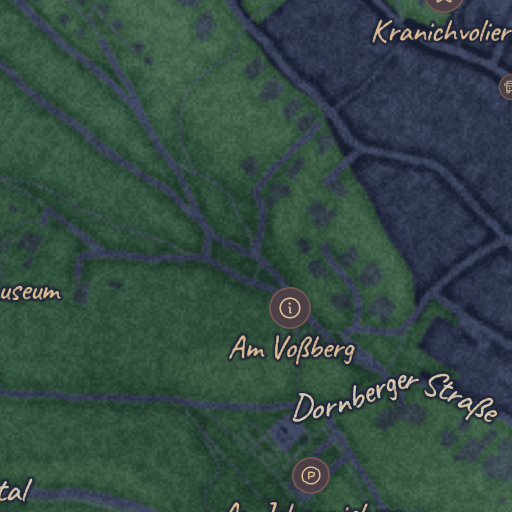 Kranichvolier
useum
Am Voßberg
Dornberger Straße
tal
P